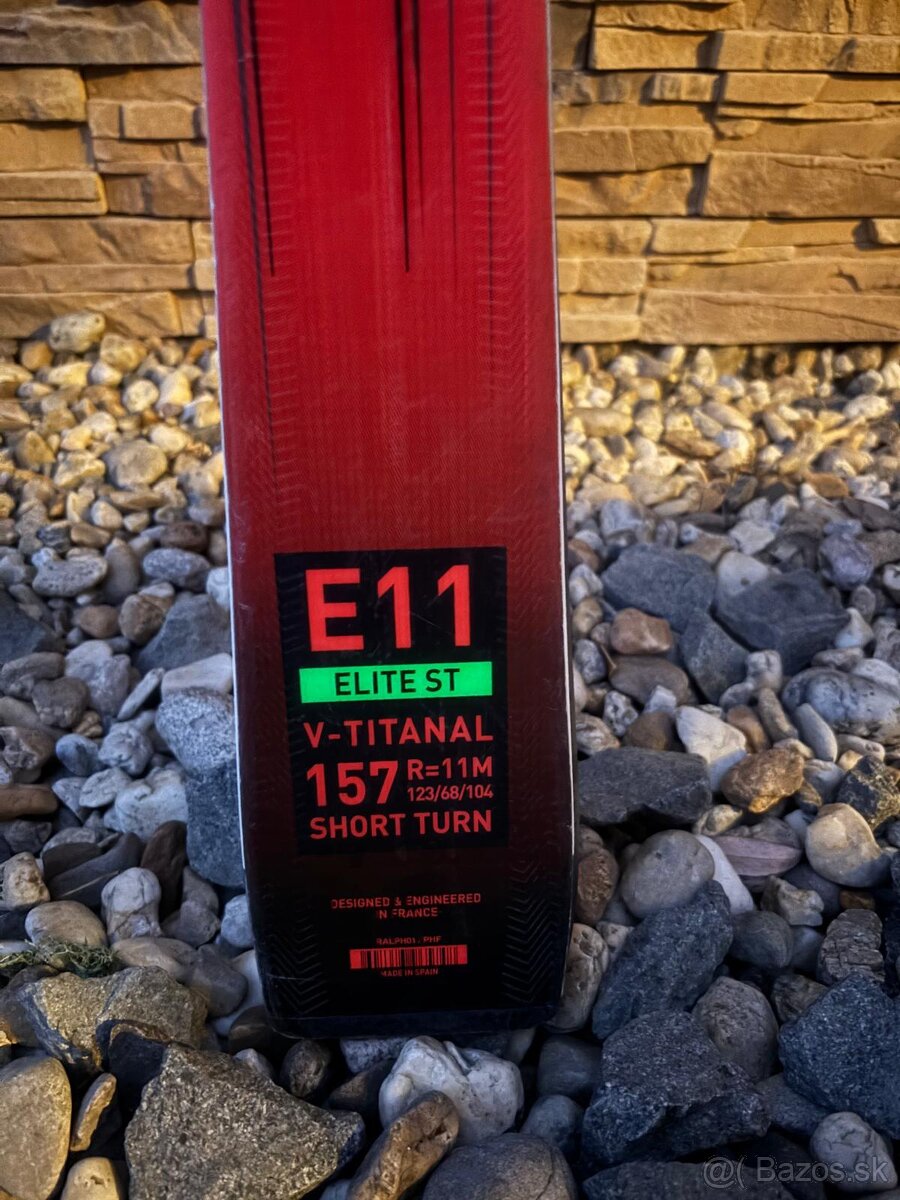 E11
ELITE ST
V-TITANAL
157 R=11M
123/68/104
SHORT TURN
DESIGNED & ENGINEERED
IN FRANCE
RALPH01.PHF
MADE IN SPAIN
@( Bazos.sk